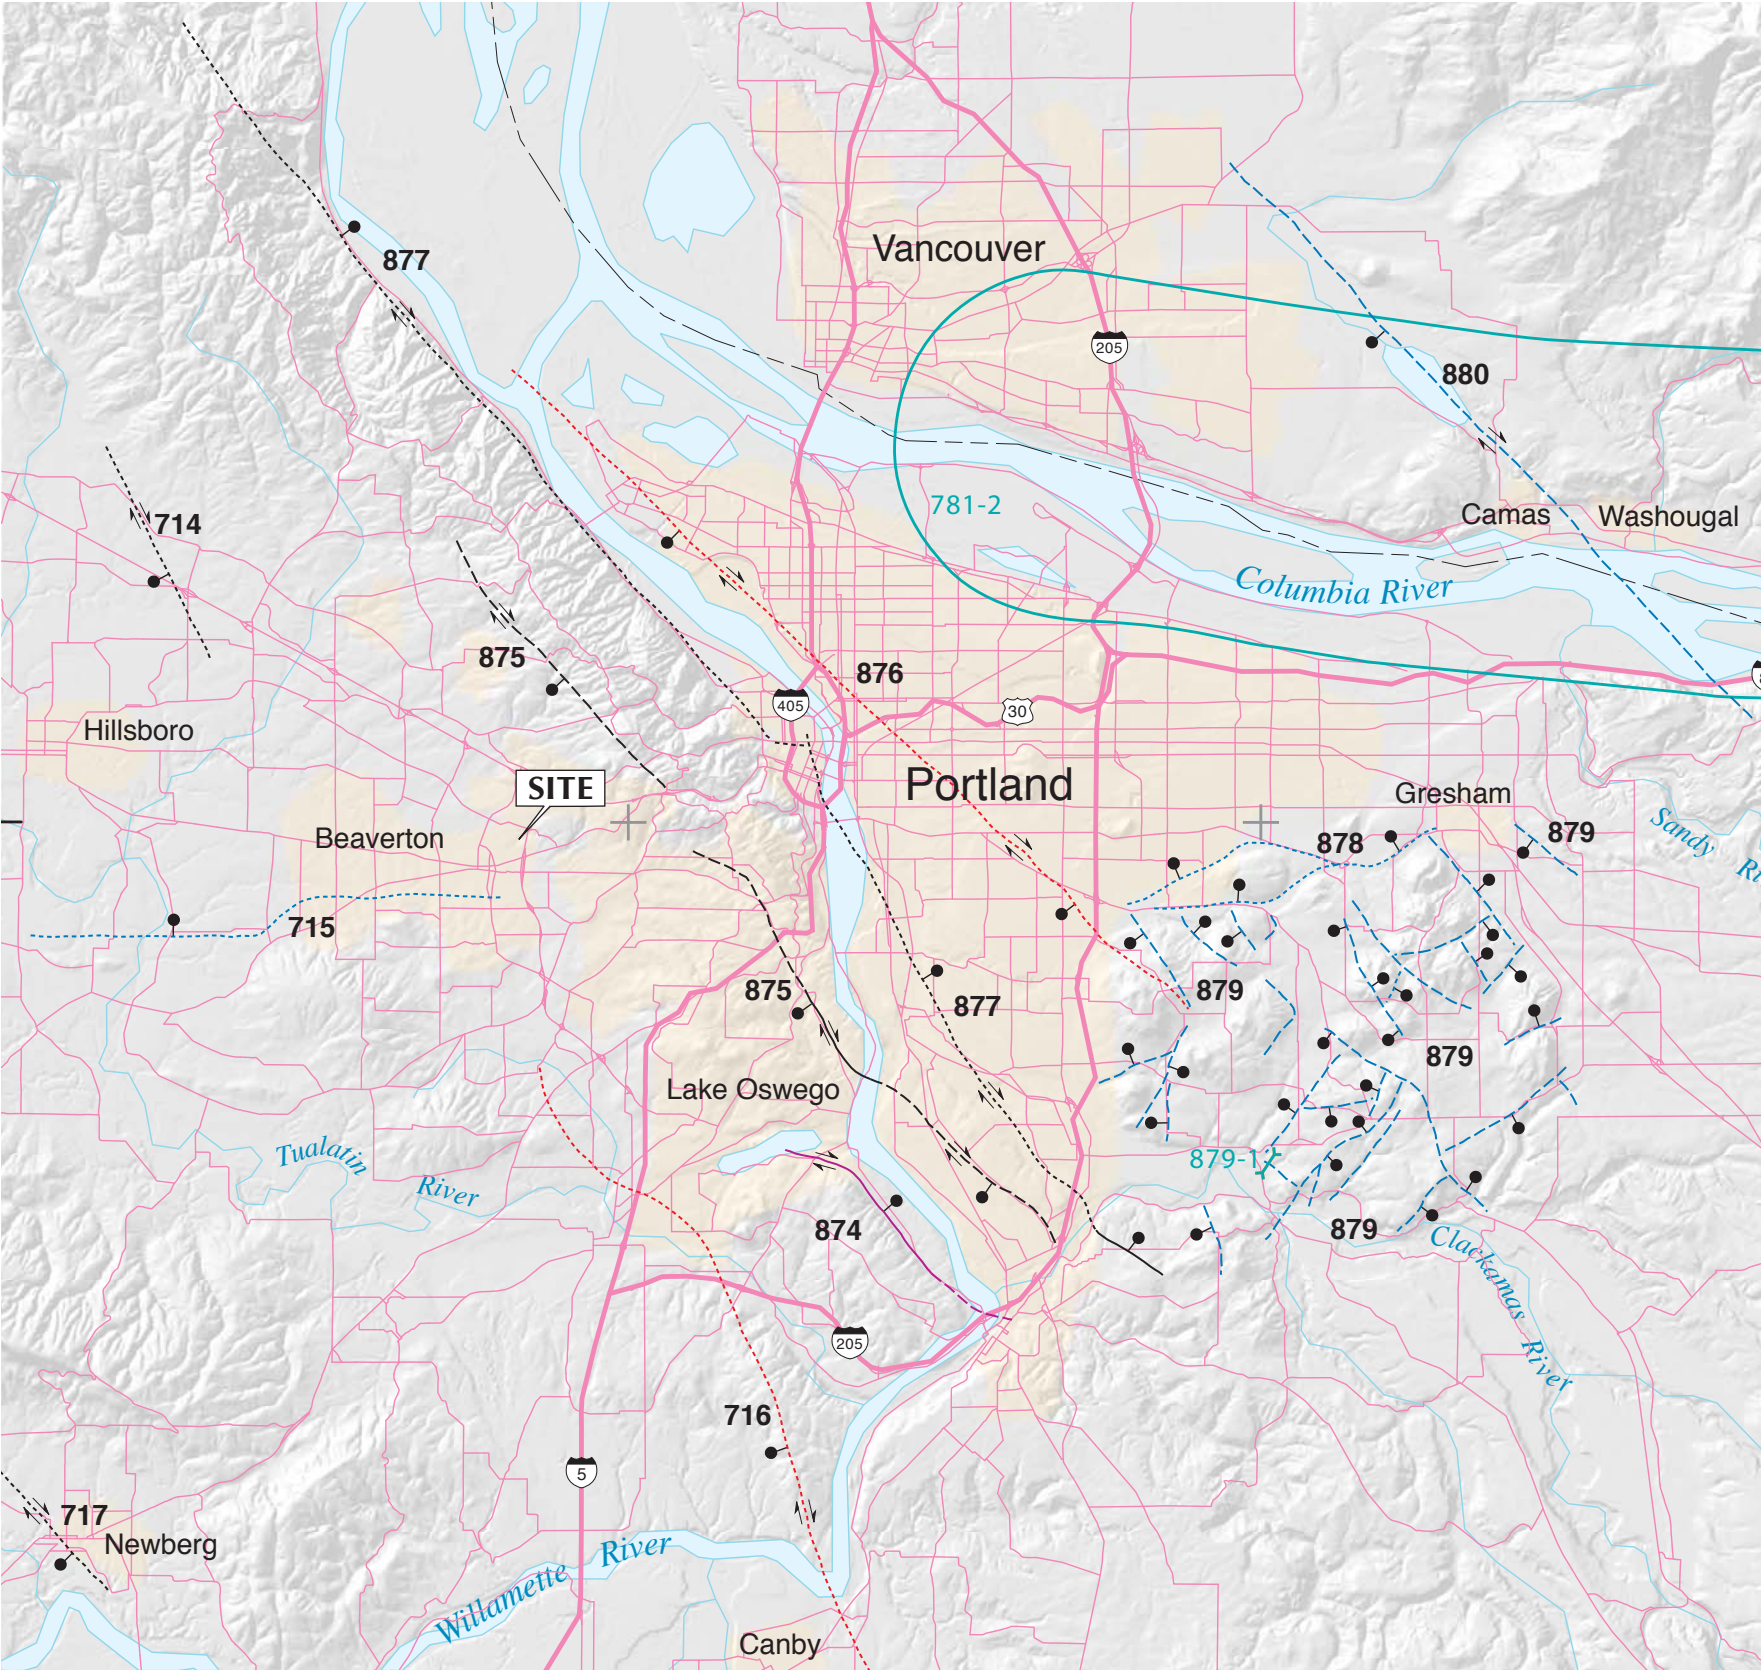 877
Vancouver
205
880
781-2
714
Camas
Washougal
Columbia River
875
876
405
30
Hillsboro
SITE
Portland
Gresham
Beaverton
878
879
Sandy
715
875
877
879
879
Lake Oswego
Tualatin
River
879-1
874
879
Clackamas
River
205
716
5
717
Newberg
Willamette
River
Canby